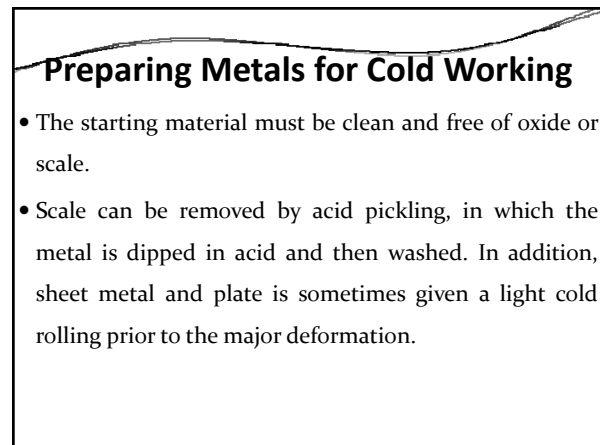 Preparing Metals for Cold Working
• The starting material must be clean and free of oxide or
scale.
• Scale can be removed by acid pickling, in which the
metal is dipped in acid and then washed. In addition,
sheet metal and plate is sometimes given a light cold
rolling prior to the major deformation.